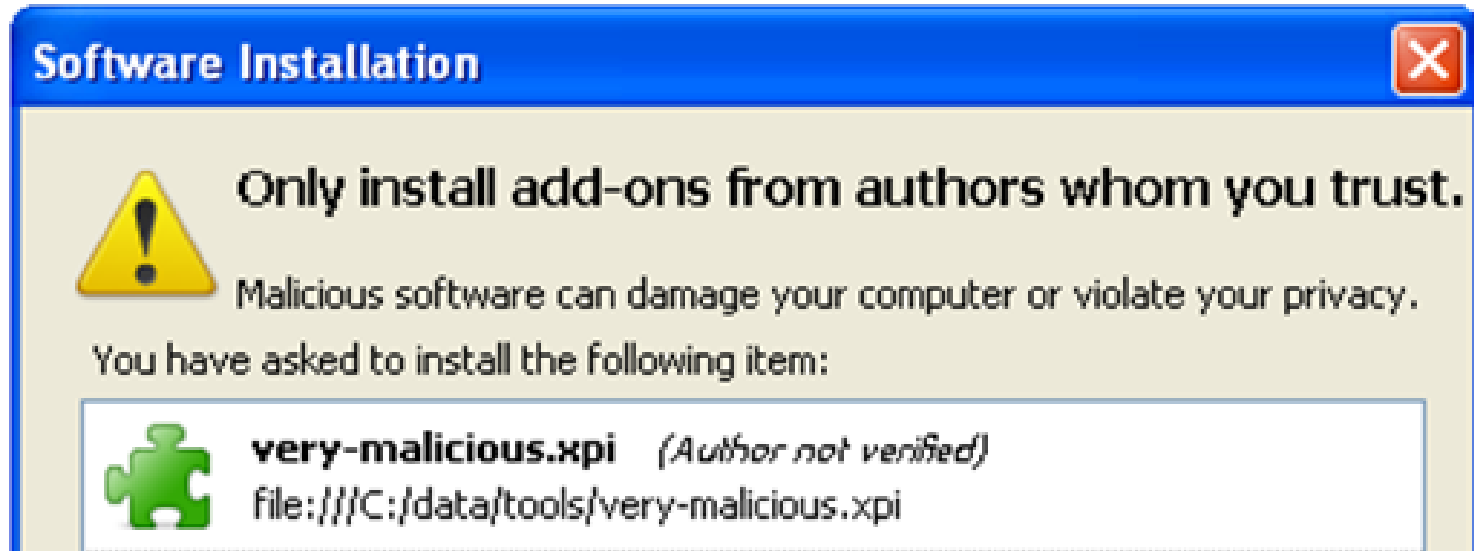 Software Installation
Only install add-ons from authors whom you trust.
Malicious software can damage your computer or violate your privacy.
You have asked to install the following item:
very-malicious.xpi (Author not verified)
file:///C:/data/tools/very-malicious.xpi